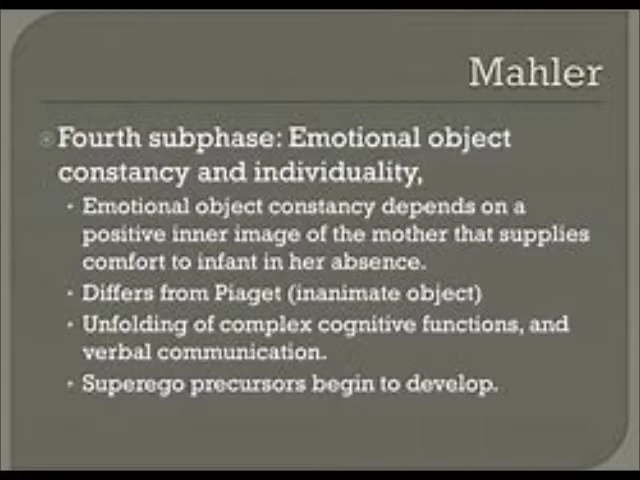 Mahler
Fourth subphase: Emotional object
constancy and individuality,
Emotional object constancy depends on a
positive inner image of the mother that supplies
comfort to infant in her absence.
Differs from Piaget (inanimate object)
Unfolding of complex cognitive functions, and
verbal communication.
Superego precursors begin to develop.